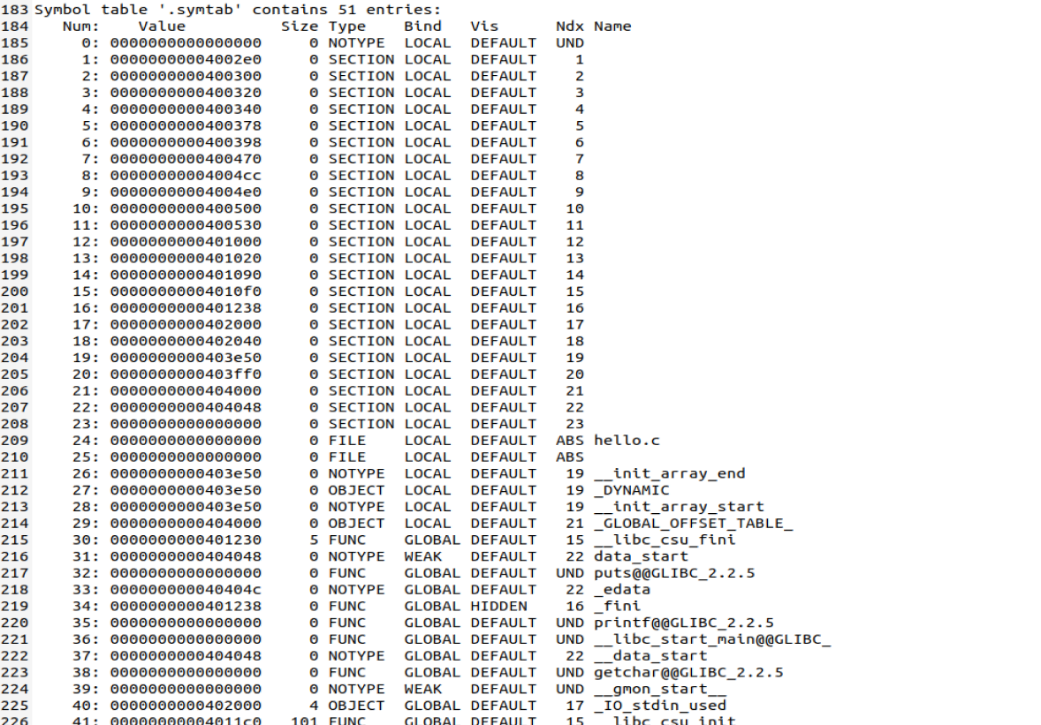 183 Symbol table '.symtab' contains 51 entries:
184    Num:    Value          Size Type    Bind   Vis      Ndx Name
185      0: 0000000000000000     0 NOTYPE  LOCAL  DEFAULT  UND
186      1: 00000000004002e0     0 SECTION LOCAL  DEFAULT    1
187      2: 0000000000400300     0 SECTION LOCAL  DEFAULT    2
188      3: 0000000000400320     0 SECTION LOCAL  DEFAULT    3
189      4: 0000000000400340     0 SECTION LOCAL  DEFAULT    4
190      5: 0000000000400378     0 SECTION LOCAL  DEFAULT    5
191      6: 0000000000400398     0 SECTION LOCAL  DEFAULT    6
192      7: 0000000000400470     0 SECTION LOCAL  DEFAULT    7
193      8: 00000000004004cc     0 SECTION LOCAL  DEFAULT    8
194      9: 00000000004004e0     0 SECTION LOCAL  DEFAULT    9
195     10: 0000000000400500     0 SECTION LOCAL  DEFAULT   10
196     11: 0000000000400530     0 SECTION LOCAL  DEFAULT   11
197     12: 0000000000401000     0 SECTION LOCAL  DEFAULT   12
198     13: 0000000000401020     0 SECTION LOCAL  DEFAULT   13
199     14: 0000000000401090     0 SECTION LOCAL  DEFAULT   14
200     15: 00000000004010f0     0 SECTION LOCAL  DEFAULT   15
201     16: 0000000000401238     0 SECTION LOCAL  DEFAULT   16
202     17: 0000000000402000     0 SECTION LOCAL  DEFAULT   17
203     18: 0000000000402040     0 SECTION LOCAL  DEFAULT   18
204     19: 0000000000403e50     0 SECTION LOCAL  DEFAULT   19
205     20: 0000000000403ff0     0 SECTION LOCAL  DEFAULT   20
206     21: 0000000000404000     0 SECTION LOCAL  DEFAULT   21
207     22: 0000000000404048     0 SECTION LOCAL  DEFAULT   22
208     23: 0000000000000000     0 SECTION LOCAL  DEFAULT   23
209     24: 0000000000000000     0 FILE    LOCAL  DEFAULT  ABS hello.c
210     25: 0000000000000000     0 FILE    LOCAL  DEFAULT  ABS
211     26: 0000000000403e50     0 NOTYPE  LOCAL  DEFAULT   19 __init_array_end
212     27: 0000000000403e50     0 OBJECT  LOCAL  DEFAULT   19 _DYNAMIC
213     28: 0000000000403e50     0 NOTYPE  LOCAL  DEFAULT   19 __init_array_start
214     29: 0000000000404000     0 OBJECT  LOCAL  DEFAULT   21 _GLOBAL_OFFSET_TABLE_
215     30: 0000000000401230     5 FUNC    GLOBAL DEFAULT   15 __libc_csu_fini
216     31: 0000000000404048     0 NOTYPE  WEAK   DEFAULT   22 data_start
217     32: 0000000000000000     0 FUNC    GLOBAL DEFAULT  UND puts@@GLIBC_2.2.5
218     33: 000000000040404c     0 NOTYPE  GLOBAL DEFAULT   22 _edata
219     34: 0000000000401238     0 FUNC    GLOBAL HIDDEN    16 _fini
220     35: 0000000000000000     0 FUNC    GLOBAL DEFAULT  UND printf@@GLIBC_2.2.5
221     36: 0000000000000000     0 FUNC    GLOBAL DEFAULT  UND __libc_start_main@@GLIBC_
222     37: 0000000000404048     0 NOTYPE  GLOBAL DEFAULT   22 __data_start
223     38: 0000000000000000     0 FUNC    GLOBAL DEFAULT  UND getchar@@GLIBC_2.2.5
224     39: 0000000000000000     0 NOTYPE  WEAK   DEFAULT  UND __gmon_start__
225     40: 0000000000402000     4 OBJECT  GLOBAL DEFAULT   17 _IO_stdin_used
226     41: 00000000004011c0   101 FUNC    GLOBAL DEFAULT   15 __libc_csu_init